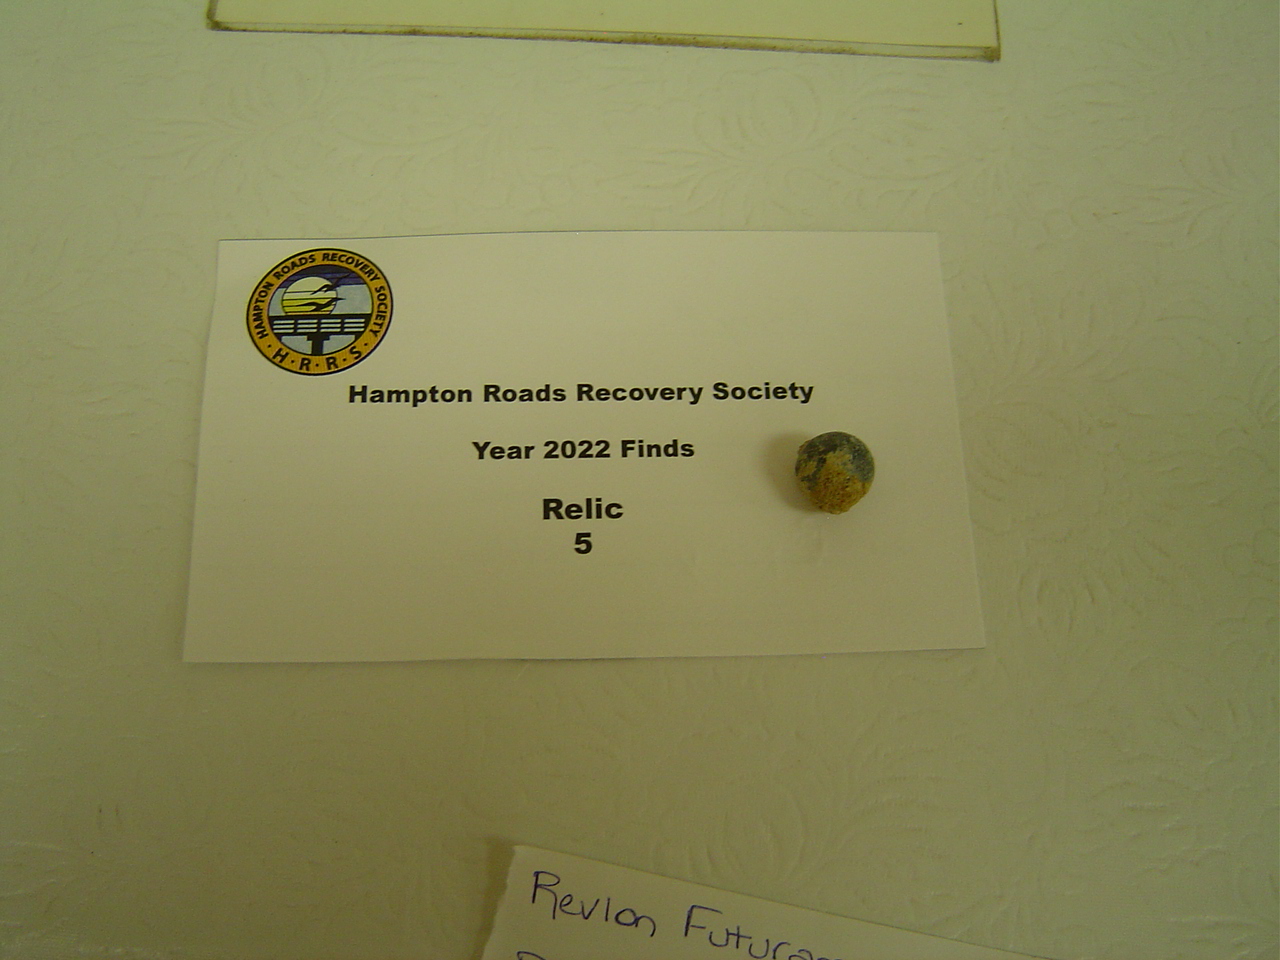 HAMPTON ROADS RECOVERY SOCIETY
· H · R · R · S ·
Hampton Roads Recovery Society
Year 2022 Finds
Relic
5
Revlon